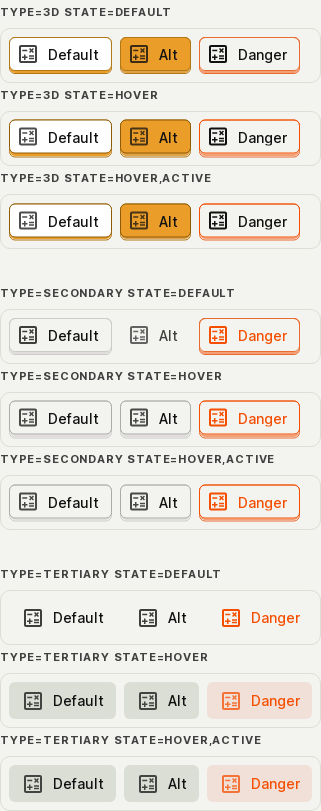 TYPE=3D STATE=DEFAULT
Default Alt Danger
TYPE=3D STATE=HOVER
Default Alt Danger
TYPE=3D STATE=HOVER,ACTIVE
Default Alt Danger
TYPE=SECONDARY STATE=DEFAULT
Default Alt Danger
TYPE=SECONDARY STATE=HOVER
Default Alt Danger
TYPE=SECONDARY STATE=HOVER,ACTIVE
Default Alt Danger
TYPE=TERTIARY STATE=DEFAULT
Default Alt Danger
TYPE=TERTIARY STATE=HOVER
Default Alt Danger
TYPE=TERTIARY STATE=HOVER,ACTIVE
Default Alt Danger